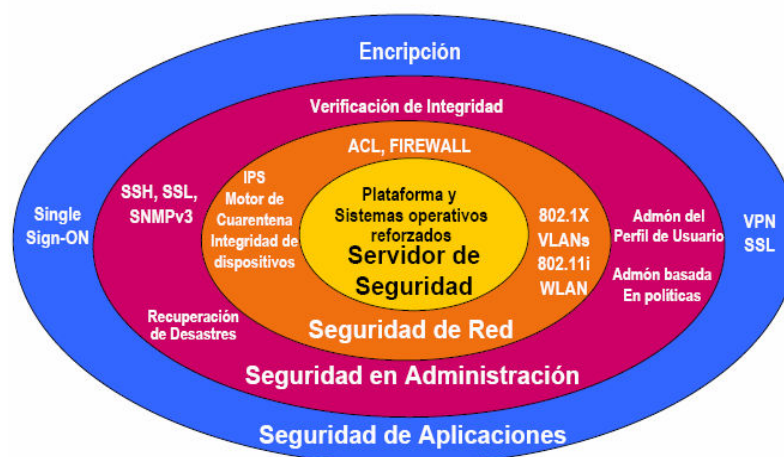 Encripción
Verificación de Integridad
ACL, FIREWALL
IPS
Motor de
Cuarentena
Integridad de
dispositivos
SSH, SSL,
SNMPv3
Single
Sign-ON
Plataforma y
Sistemas operativos
reforzados
Servidor de
Seguridad
802.1X
VLANs
802.11i
WLAN
Admón del
Perfil de Usuario
Admón basada
En políticas
VPN
SSL
Recuperación
de Desastres
Seguridad de Red
Seguridad en Administración
Seguridad de Aplicaciones